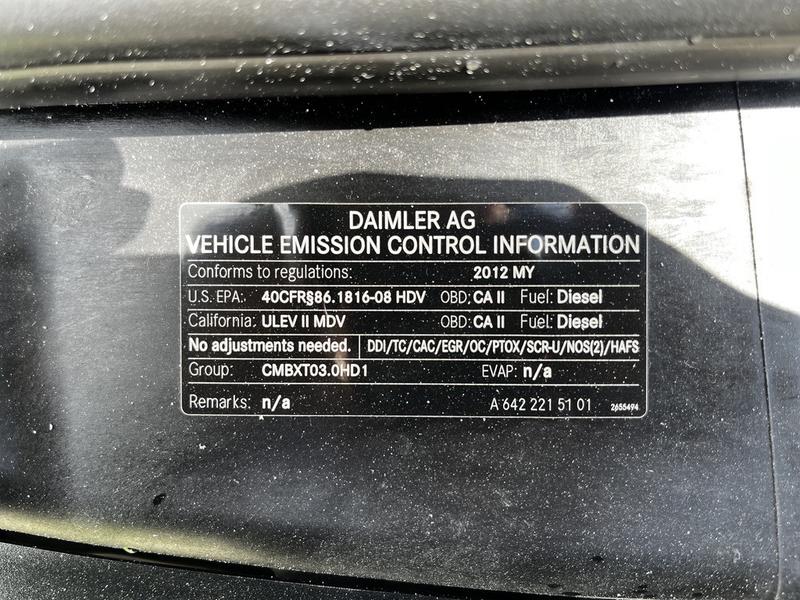 DAIMLER AG
VEHICLE EMISSION CONTROL INFORMATION
Conforms to regulations: 2012 MY
U.S. EPA: 40CFR§86.1816-08 HDV OBD: CA II Fuel: Diesel
California: ULEV II MDV OBD: CA II Fuel: Diesel
No adjustments needed. DDI/TC/CAC/EGR/OC/PTOX/SCR-U/NOS(2)/HAFS
Group: CMBXT03.0HD1 EVAP: n/a
Remarks: n/a A 642 221 51 01 2655494